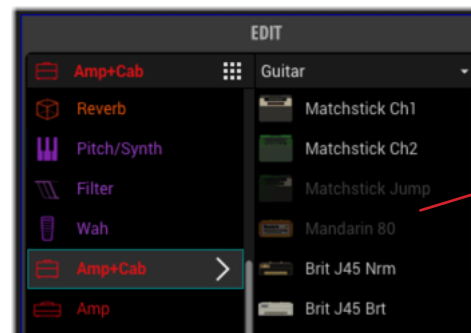 EDIT
Amp+Cab
Guitar
Reverb
Matchstick Ch1
Pitch/Synth
Matchstick Ch2
Filter
Matchstick Jump
Wah
Mandarin 80
Amp+Cab
Brit J45 Nrm
Amp
Brit J45 Brt